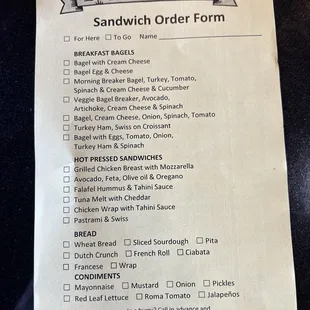 Sandwich Order Form
☐ For Here ☐ To Go Name
BREAKFAST BAGELS
☐ Bagel with Cream Cheese
☐ Bagel Egg & Cheese
☐ Morning Breaker Bagel, Turkey, Tomato,
Spinach & Cream Cheese & Cucumber
☐ Veggie Bagel Breaker, Avocado,
Artichoke, Cream Cheese & Spinach
☐ Bagel, Cream Cheese, Onion, Spinach, Tomato
☐ Turkey Ham, Swiss on Croissant
☐ Bagel with Eggs, Tomato, Onion,
Turkey Ham & Spinach
HOT PRESSED SANDWICHES
☐ Grilled Chicken Breast with Mozzarella
☐ Avocado, Feta, Olive oil & Oregano
☐ Falafel Hummus & Tahini Sauce
☐ Tuna Melt with Cheddar
☐ Chicken Wrap with Tahini Sauce
☐ Pastrami & Swiss
BREAD
☐ Wheat Bread ☐ Sliced Sourdough ☐ Pita
☐ Dutch Crunch ☐ French Roll ☐ Ciabata
☐ Francese ☐ Wrap
CONDIMENTS
☐ Mayonnaise ☐ Mustard ☐ Onion ☐ Pickles
☐ Red Leaf Lettuce ☐ Roma Tomato ☐ Jalapeños
Call in advance and